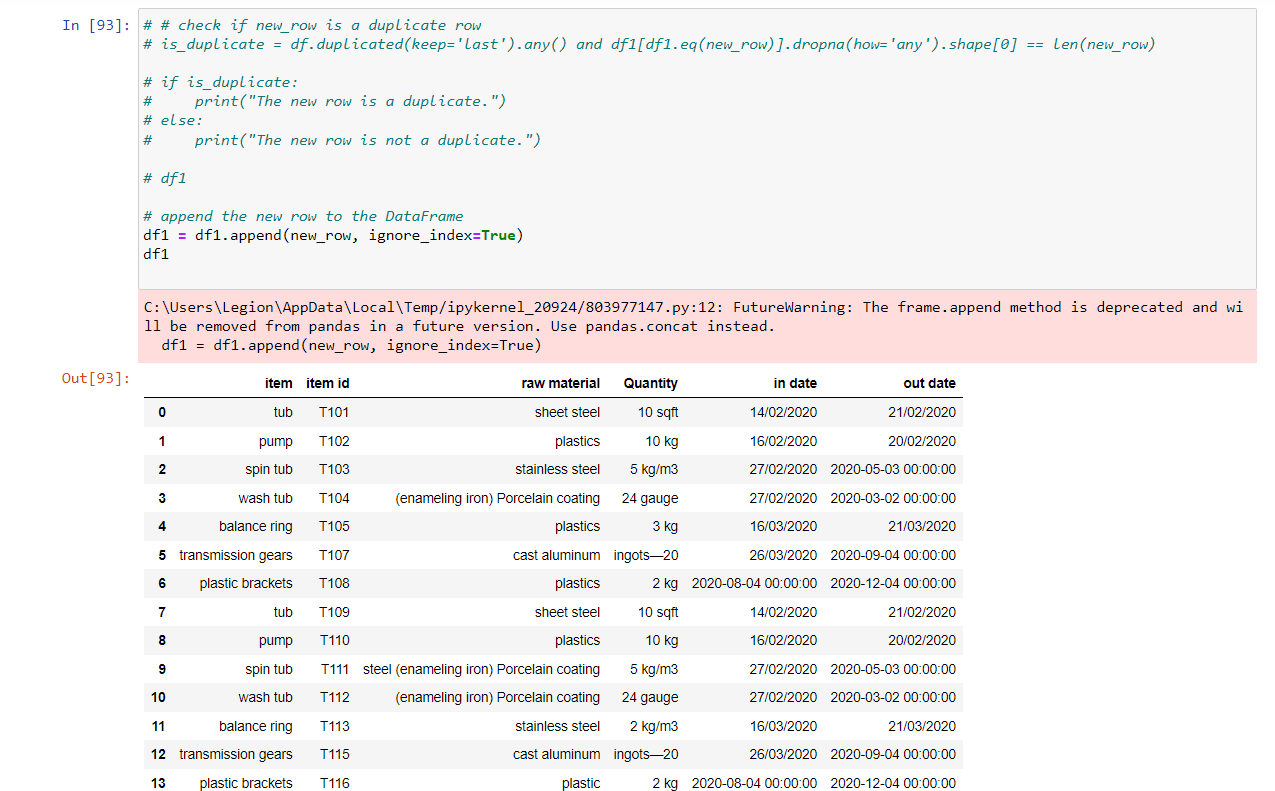 In [93]: # # check if new_row is a duplicate row
# is_duplicate = df.duplicated(keep='last').any() and df1[df1.eq(new_row)].dropna(how='any').shape[0] == len(new_row)
# if is_duplicate:
#     print("The new row is a duplicate.")
# else:
#     print("The new row is not a duplicate.")
# df1
# append the new row to the DataFrame
df1 = df1.append(new_row, ignore_index=True)
df1
C:\Users\Legion\AppData\Local\Temp/ipykernel_20924/803977147.py:12: FutureWarning: The frame.append method is deprecated and wi
ll be removed from pandas in a future version. Use pandas.concat instead.
  df1 = df1.append(new_row, ignore_index=True)
Out[93]:
item item id raw material Quantity in date out date
0 tub T101 sheet steel 10 sqft 14/02/2020 21/02/2020
1 pump T102 plastics 10 kg 16/02/2020 20/02/2020
2 spin tub T103 stainless steel 5 kg/m3 27/02/2020 2020-05-03 00:00:00
3 wash tub T104 (enameling iron) Porcelain coating 24 gauge 27/02/2020 2020-03-02 00:00:00
4 balance ring T105 plastics 3 kg 16/03/2020 21/03/2020
5 transmission gears T107 cast aluminum ingots—20 26/03/2020 2020-09-04 00:00:00
6 plastic brackets T108 plastics 2 kg 2020-08-04 00:00:00 2020-12-04 00:00:00
7 tub T109 sheet steel 10 sqft 14/02/2020 21/02/2020
8 pump T110 plastics 10 kg 16/02/2020 20/02/2020
9 spin tub T111 steel (enameling iron) Porcelain coating 5 kg/m3 27/02/2020 2020-05-03 00:00:00
10 wash tub T112 (enameling iron) Porcelain coating 24 gauge 27/02/2020 2020-03-02 00:00:00
11 balance ring T113 stainless steel 2 kg/m3 16/03/2020 21/03/2020
12 transmission gears T115 cast aluminum ingots—20 26/03/2020 2020-09-04 00:00:00
13 plastic brackets T116 plastic 2 kg 2020-08-04 00:00:00 2020-12-04 00:00:00